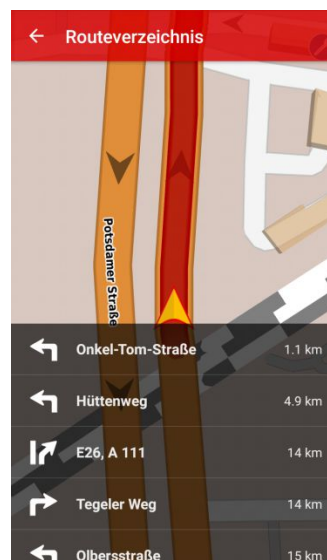 Routeverzeichnis
Potsdamer Straße
Onkel-Tom-Straße 1.1 km
Hüttenweg 4.9 km
E26, A 111 14 km
Tegeler Weg 14 km
Olbersstraße 15 km